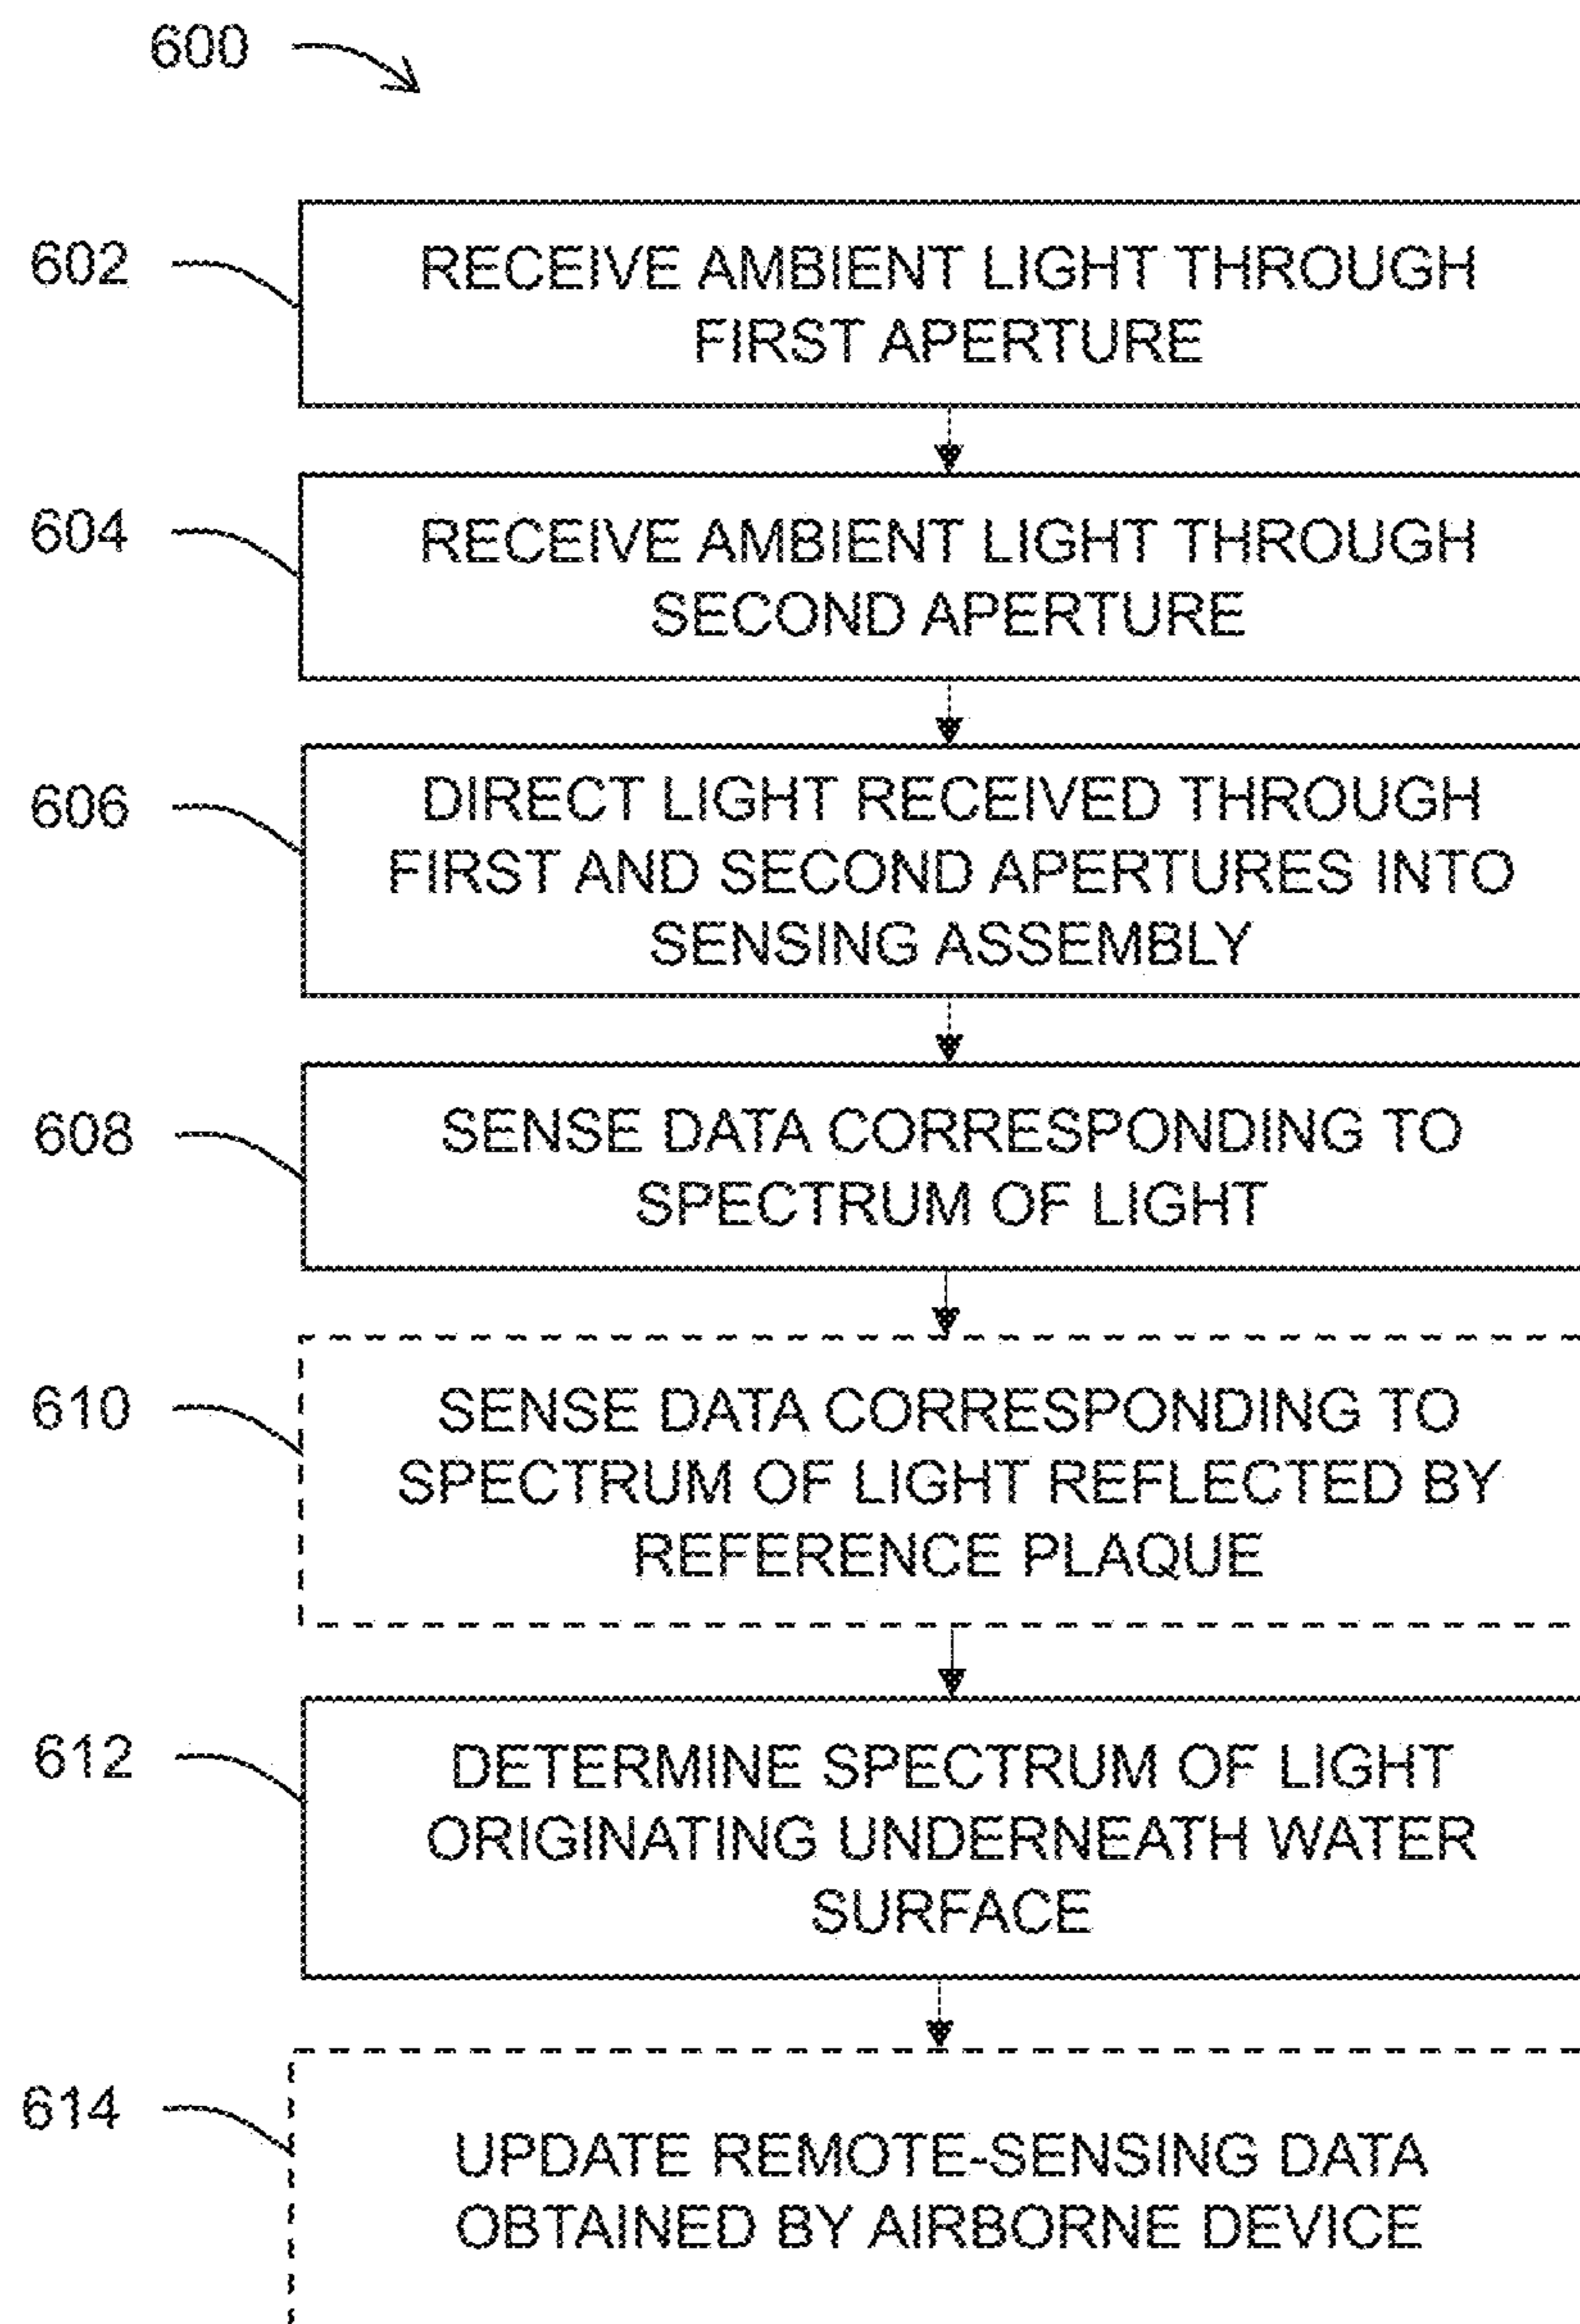 600
602
RECEIVE AMBIENT LIGHT THROUGH
FIRST APERTURE
604
RECEIVE AMBIENT LIGHT THROUGH
SECOND APERTURE
606
DIRECT LIGHT RECEIVED THROUGH
FIRST AND SECOND APERTURES INTO
SENSING ASSEMBLY
608
SENSE DATA CORRESPONDING TO
SPECTRUM OF LIGHT
610
SENSE DATA CORRESPONDING TO
SPECTRUM OF LIGHT REFLECTED BY
REFERENCE PLAQUE
612
DETERMINE SPECTRUM OF LIGHT
ORIGINATING UNDERNEATH WATER
SURFACE
614
UPDATE REMOTE-SENSING DATA
OBTAINED BY AIRBORNE DEVICE